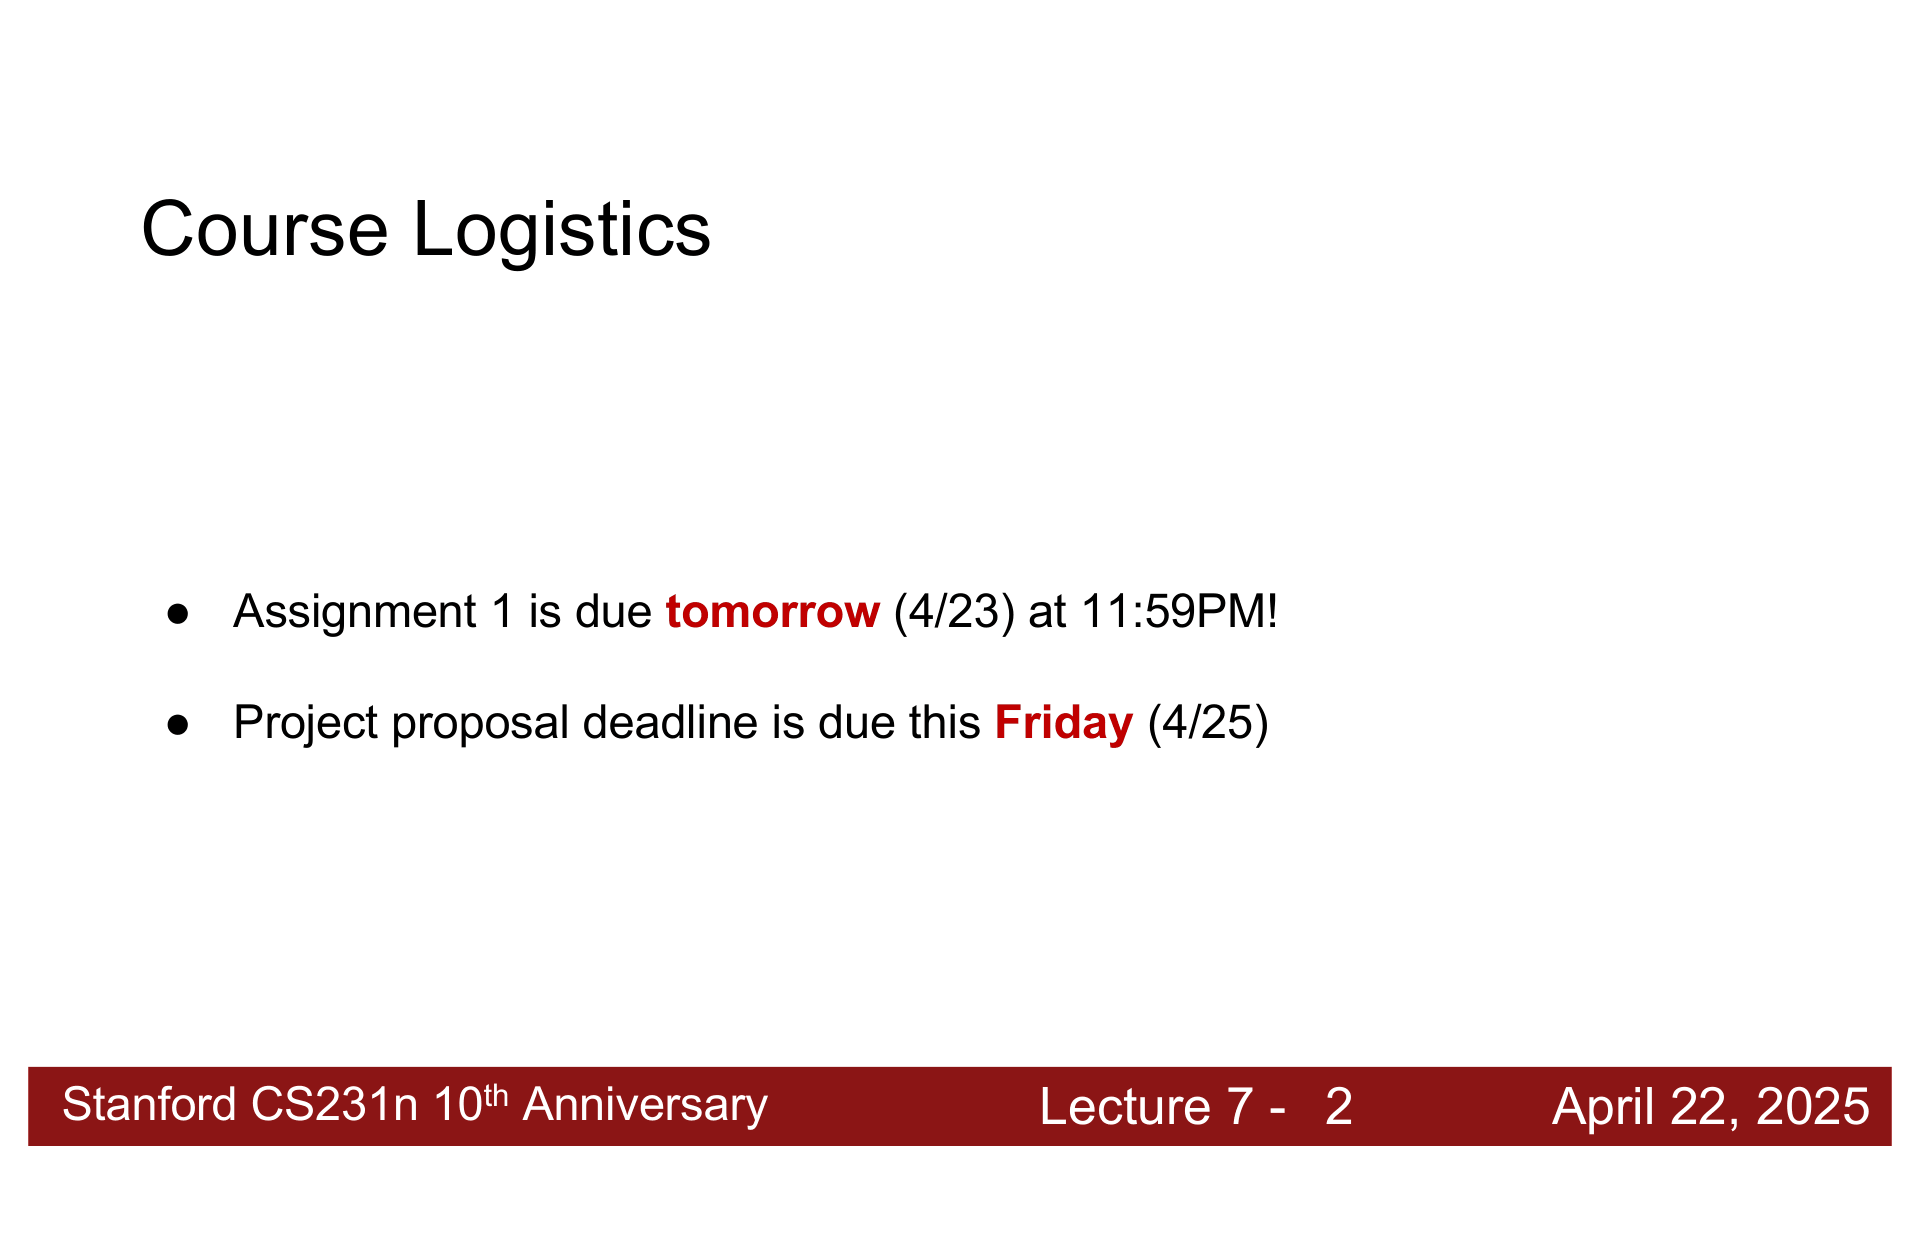 Course Logistics
● Assignment 1 is due tomorrow (4/23) at 11:59PM!
● Project proposal deadline is due this Friday (4/25)
Stanford CS231n 10th Anniversary Lecture 7 - 2 April 22, 2025